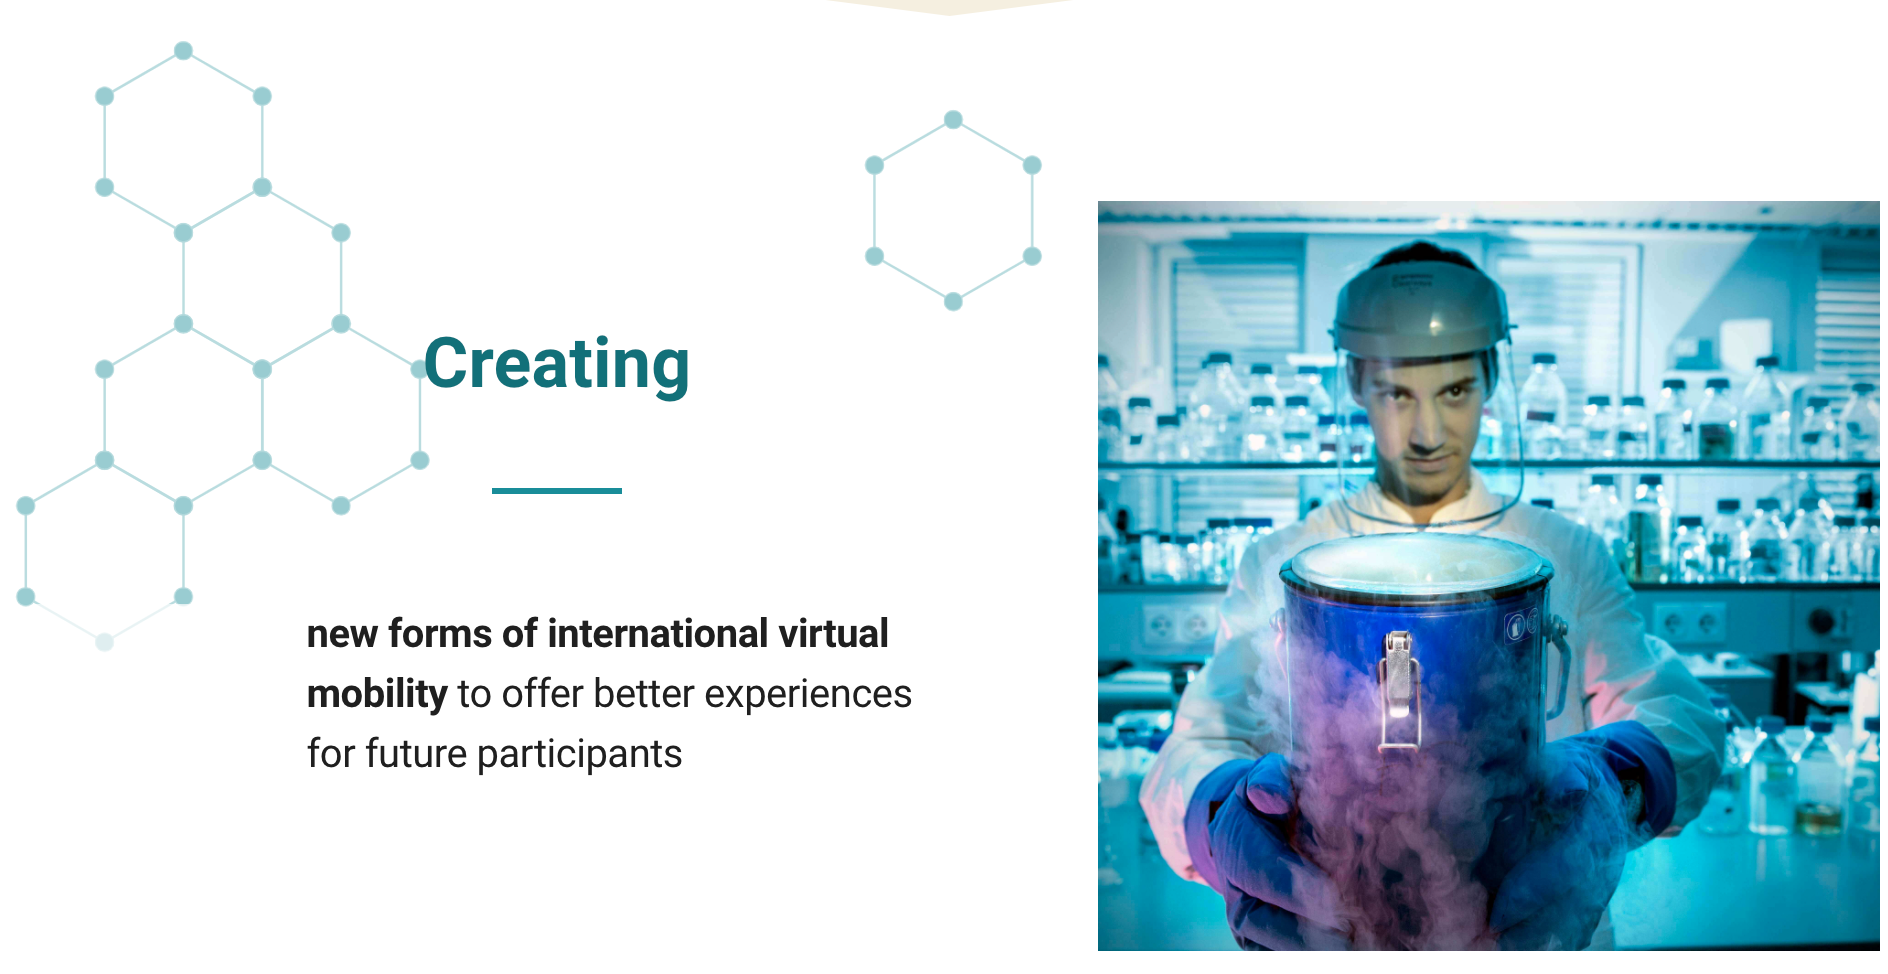 Creating
new forms of international virtual
mobility to offer better experiences
for future participants